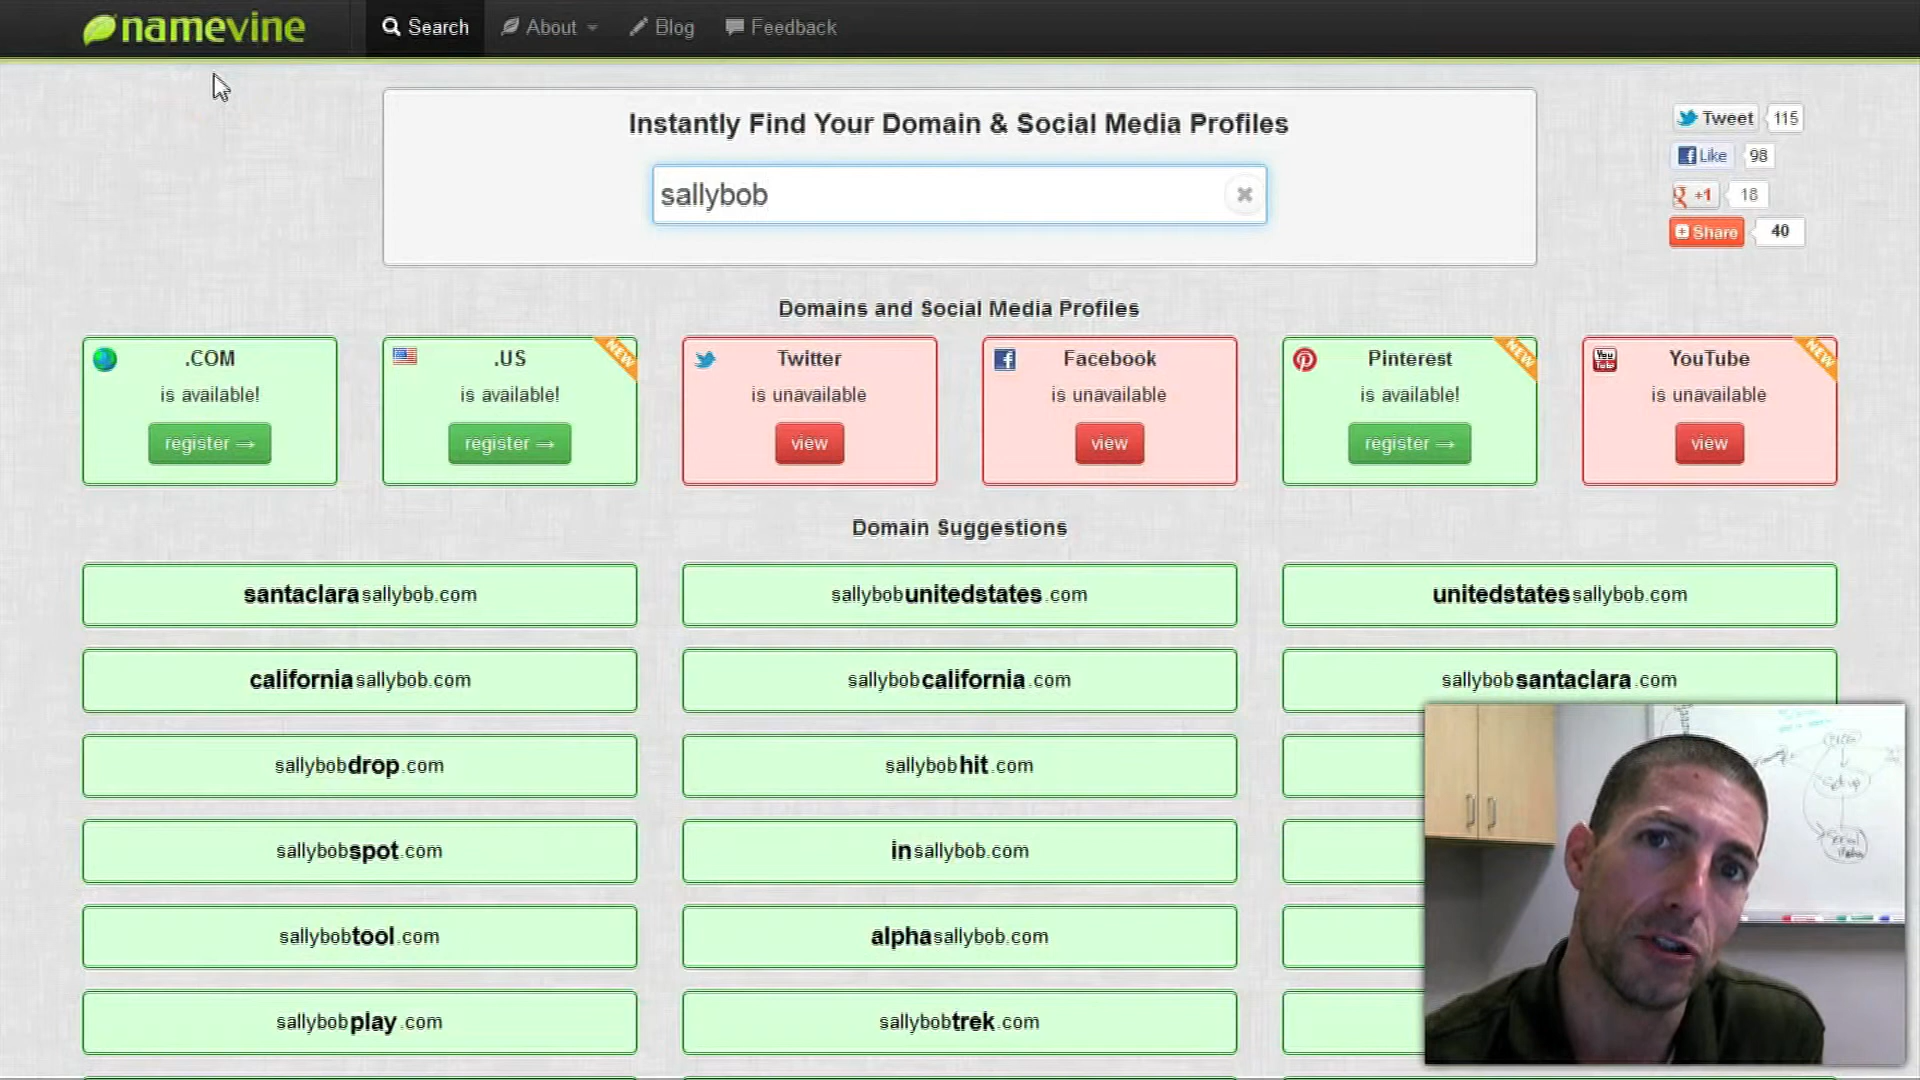 namevine
Search
About
Blog
Feedback
Instantly Find Your Domain & Social Media Profiles
sallybob
Tweet 115
Like 98
+1 18
Share 40
Domains and Social Media Profiles
.COM
is available!
register →
.US
NEW
is available!
register →
Twitter
is unavailable
view
Facebook
is unavailable
view
Pinterest
NEW
is available!
register →
You Tube
YouTube
NEW
is unavailable
view
Domain Suggestions
santaclarasallybob.com
sallybobunitedstates.com
unitedstatessallybob.com
californiasallybob.com
sallybobcalifornia.com
sallybobsantaclara.com
sallybobdrop.com
sallybobhit.com
sallybobspot.com
insallybob.com
sallybobtool.com
alphasallybob.com
sallybobplay.com
sallybobtrek.com